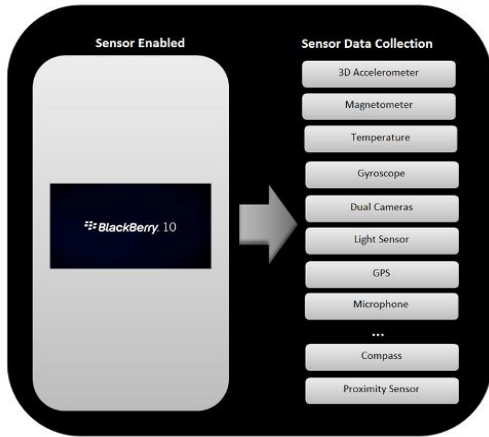 Sensor Enabled
Sensor Data Collection
BlackBerry 10
3D Accelerometer
Magnetometer
Temperature
Gyroscope
Dual Cameras
Light Sensor
GPS
Microphone
...
Compass
Proximity Sensor